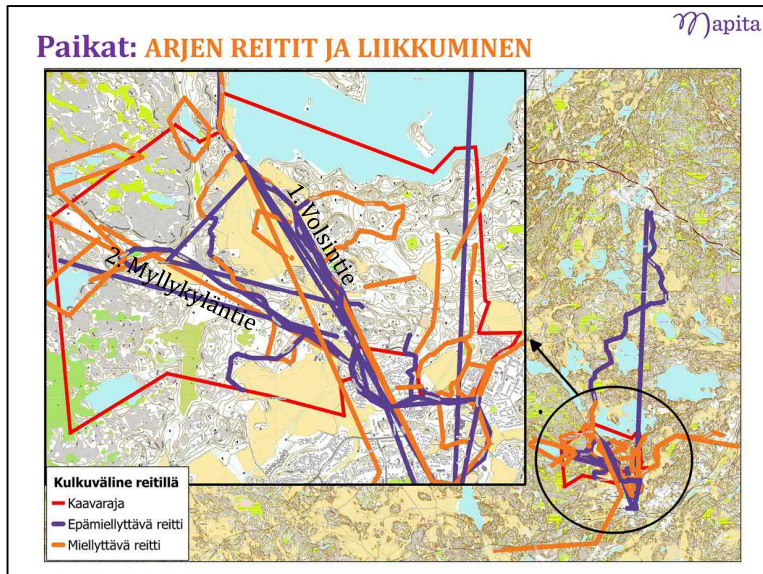 Mapita
Paikat: ARJEN REITIT JA LIIKKUMINEN
1. Volsintie
2. Myllykyläntie
Kulkuväline reitillä
Kaavaraja
Epämiellyttävä reitti
Miellyttävä reitti